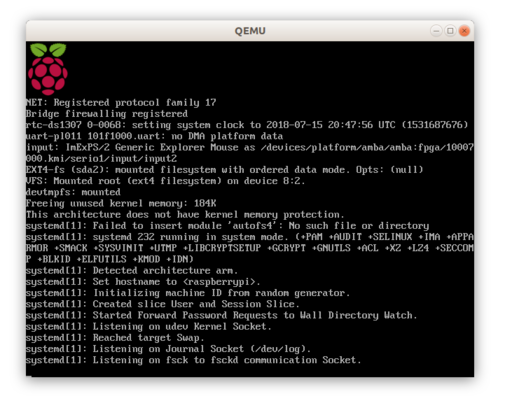 QEMU
NET: Registered protocol family 17
Bridge firewalling registered
rtc-ds1307 0-0068: setting system clock to 2018-07-15 20:47:56 UTC (1531687676)
uart-pl011 101f1000.uart: no DMA platform data
input: ImExPS/2 Generic Explorer Mouse as /devices/platform/amba/amba:fpga/10007
000.kmi/serio1/input/input2
EXT4-fs (sda2): mounted filesystem with ordered data mode. Opts: (null)
VFS: Mounted root (ext4 filesystem) on device 8:2.
devtmpfs: mounted
Freeing unused kernel memory: 184K
This architecture does not have kernel memory protection.
systemd[1]: Failed to insert module 'autofs4': No such file or directory
systemd[1]: systemd 232 running in system mode. (+PAM +AUDIT +SELINUX +IMA +APPA
RMOR +SMACK +SYSVINIT +UTMP +LIBCRYPTSETUP +GCRYPT +GNUTLS +ACL +XZ +LZ4 +SECCOM
P +BLKID +ELFUTILS +KMOD +IDN)
systemd[1]: Detected architecture arm.
systemd[1]: Set hostname to <raspberrypi>.
systemd[1]: Initializing machine ID from random generator.
systemd[1]: Created slice User and Session Slice.
systemd[1]: Started Forward Password Requests to Wall Directory Watch.
systemd[1]: Listening on udev Kernel Socket.
systemd[1]: Reached target Swap.
systemd[1]: Listening on Journal Socket (/dev/log).
systemd[1]: Listening on fsck to fsckd communication Socket.